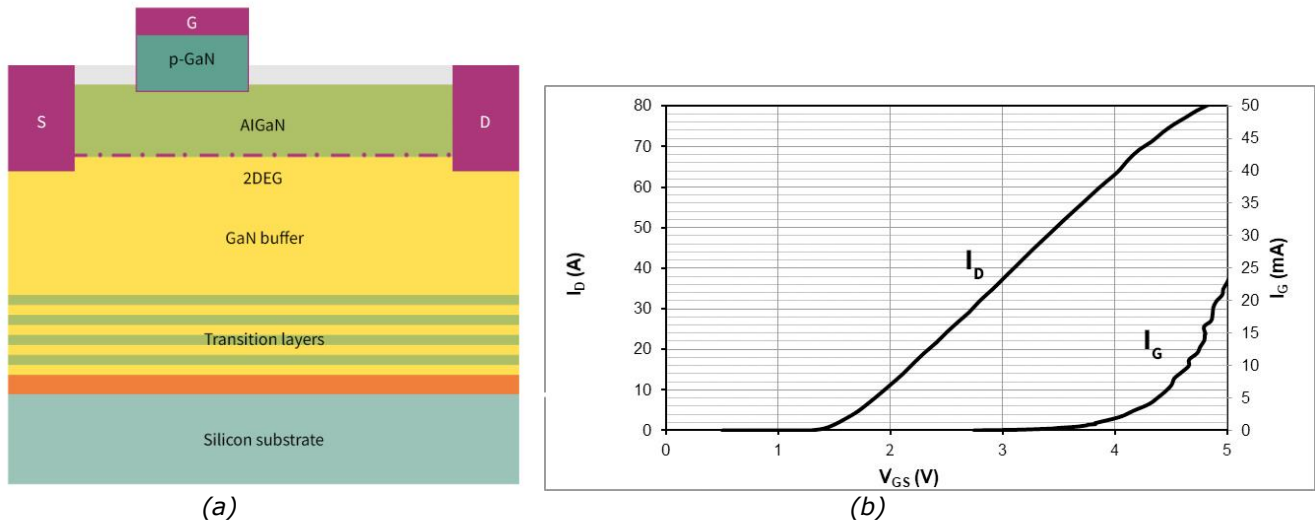 G
p-GaN
S
D
AlGaN
2DEG
GaN buffer
Transition layers
Silicon substrate
(a)
80
70
60
50
40
30
20
10
0
I_D (A)
50
45
40
35
30
25
20
15
10
5
0
I_G (mA)
I_D
I_G
0 1 2 3 4 5
V_GS (V)
(b)